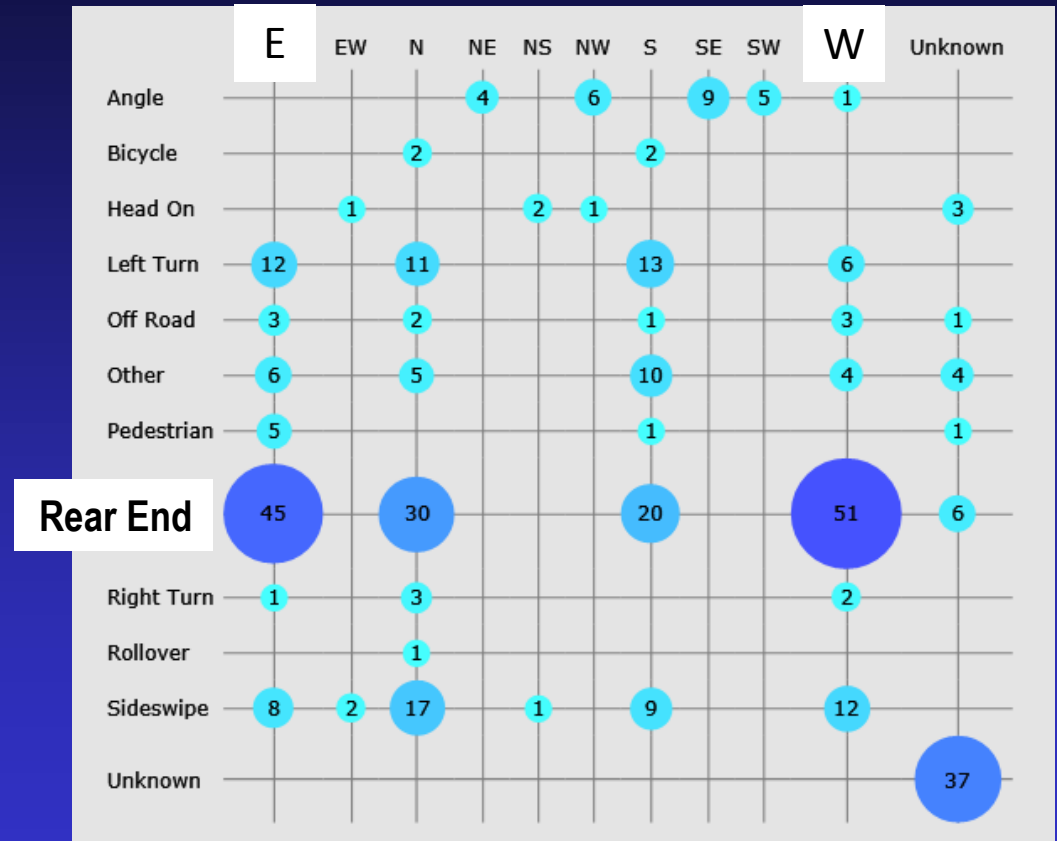 E EW N NE NS NW S SE SW W Unknown
Angle 4 6 9 5 1
Bicycle 2 2
Head On 1 2 1 3
Left Turn 12 11 13 6
Off Road 3 2 1 3 1
Other 6 5 10 4 4
Pedestrian 5 1 1
Rear End 45 30 20 51 6
Right Turn 1 3 2
Rollover 1
Sideswipe 8 2 17 1 9 12
Unknown 37